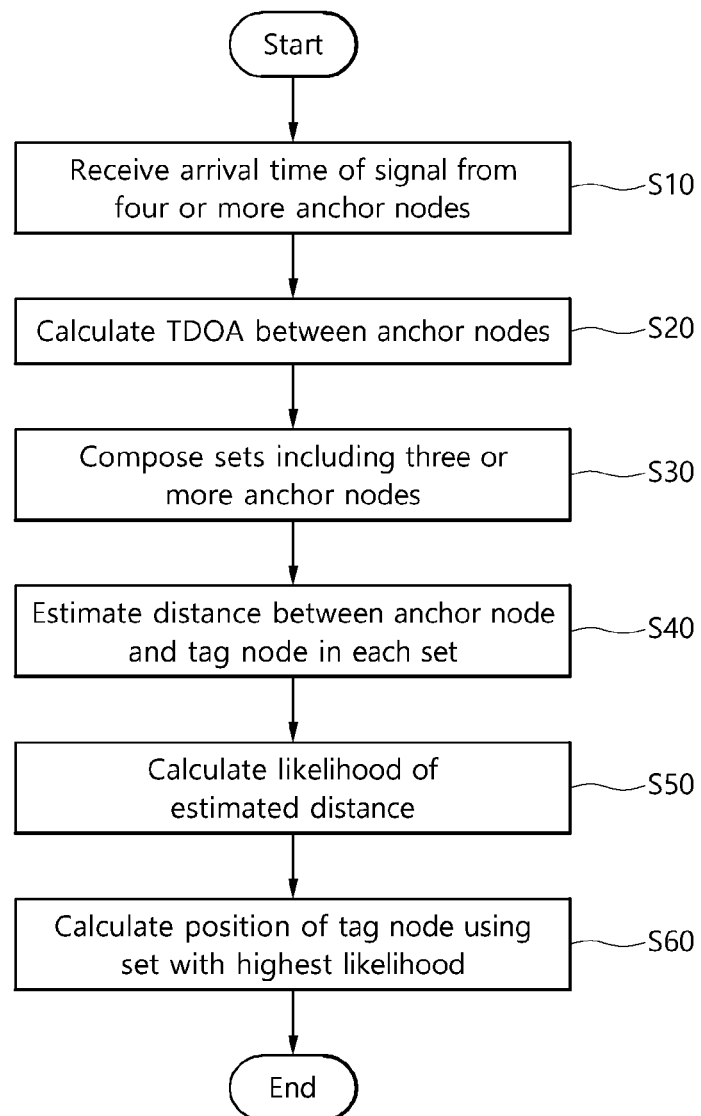 Start
Receive arrival time of signal from
four or more anchor nodes
S10
Calculate TDOA between anchor nodes
S20
Compose sets including three or
more anchor nodes
S30
Estimate distance between anchor node
and tag node in each set
S40
Calculate likelihood of
estimated distance
S50
Calculate position of tag node using
set with highest likelihood
S60
End